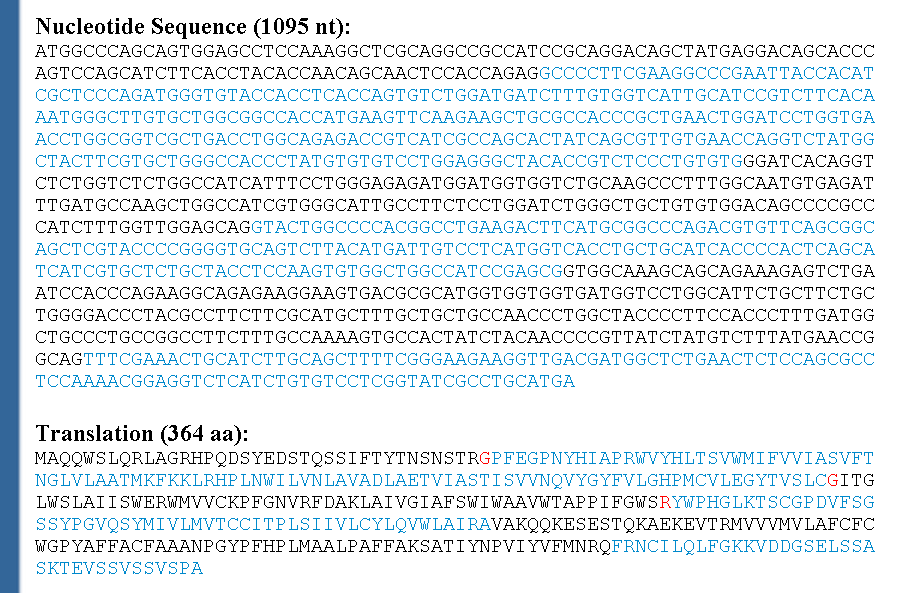 Nucleotide Sequence (1095 nt):
ATGGCCCAGCAGTGGAGCCTCCAAAGGCTCGCAGGCCGCCATCCGCAGGACAGCTATGAGGACAGCACCC
AGTCCAGCATCTTCACCTACACCAACAGCAACTCCACCAGAGGCCCCTTCGAAGGCCCGAATTACCACAT
CGCTCCCAGATGGGTGTACCACCTCACCAGTGTCTGGATGATCTTTGTGGTCATTGCATCCGTCTTCACA
AATGGGCTTGTGCTGGCGGCCACCATGAAGTTCAAGAAGCTGCGCCACCCGCTGAACTGGATCCTGGTGA
ACCTGGCGGTCGCTGACCTGGCAGAGACCGTCATCGCCAGCACTATCAGCGTTGTGAACCAGGTCTATGG
CTACTTCGTGCTGGGCCACCCTATGTGTGTCCTGGAGGGCTACACCGTCTCCCTGTGTGGGATCACAGGT
CTCTGGTCTCTGGCCATCATTTCCTGGGAGAGATGGATGGTGGTCTGCAAGCCCTTTGGCAATGTGAGAT
TTGATGCCAAGCTGGCCATCGTGGGCATTGCCTTCTCCTGGATCTGGGCTGCTGTGTGGACAGCCCCGCC
CATCTTTGGTTGGAGCAGGTACTGGCCCCACGGCCTGAAGACTTCATGCGGCCCAGACGTGTTCAGCGGC
AGCTCGTACCCCGGGGTGCAGTCTTACATGATTGTCCTCATGGTCACCTGCTGCATCACCCCACTCAGCA
TCATCGTGCTCTGCTACCTCCAAGTGTGGCTGGCCATCCGAGCGGTGGCAAAGCAGCAGAAAGAGTCTGA
ATCCACCCAGAAGGCAGAGAAGGAAGTGACGCGCATGGTGGTGGTGATGGTCCTGGCATTCTGCTTCTGC
TGGGGACCCTACGCCTTCTTCGCATGCTTTGCTGCTGCCAACCCTGGCTACCCCTTCCACCCTTTGATGG
CTGCCCTGCCGGCCTTCTTTGCCAAAAGTGCCACTATCTACAACCCCGTTATCTATGTCTTTATGAACCG
GCAGTTTCGAAACTGCATCTTGCAGCTTTTCGGGAAGAAGGTTGACGATGGCTCTGAACTCTCCAGCGCC
TCCAAAACGGAGGTCTCATCTGTGTCCTCGGTATCGCCTGCATGA
Translation (364 aa):
MAQQWSLQRLAGRHPQDSYEDSTQSSIFTYTNSNSTRGPFEGPNYHIAPRWVYHLTSVWMIFVVIASVFT
NGLVLAATMKFKKLRHPLNWILVNLAVADLAETVIASTISVVNQVYGYFVLGHPMCVLEGYTVSLCGITG
LWSLAIISWERWMVVCKPFGNVRFDAKLAIVGIAFSWIWAAVWTAPPIFGWSRYWPHGLKTSCGPDVFSG
SSYPGVQSYMIVLMVTCCITPLSIIVLCYLQVWLAIRAVAKQQKESESTQKAEKEVTRMVVVMVLAFCFC
WGPYAFFACFAAANPGYPFHPLMAALPAFFAKSATIYNPVIYVFMNRQFRNCILQLFGKKVDDGSELSSA
SKTEVSSVSSVSPA